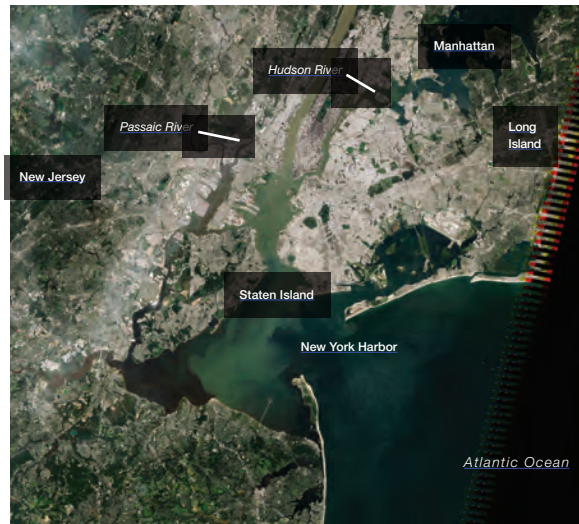 Manhattan
Hudson River
Passaic River
Long
Island
New Jersey
Staten Island
New York Harbor
Atlantic Ocean